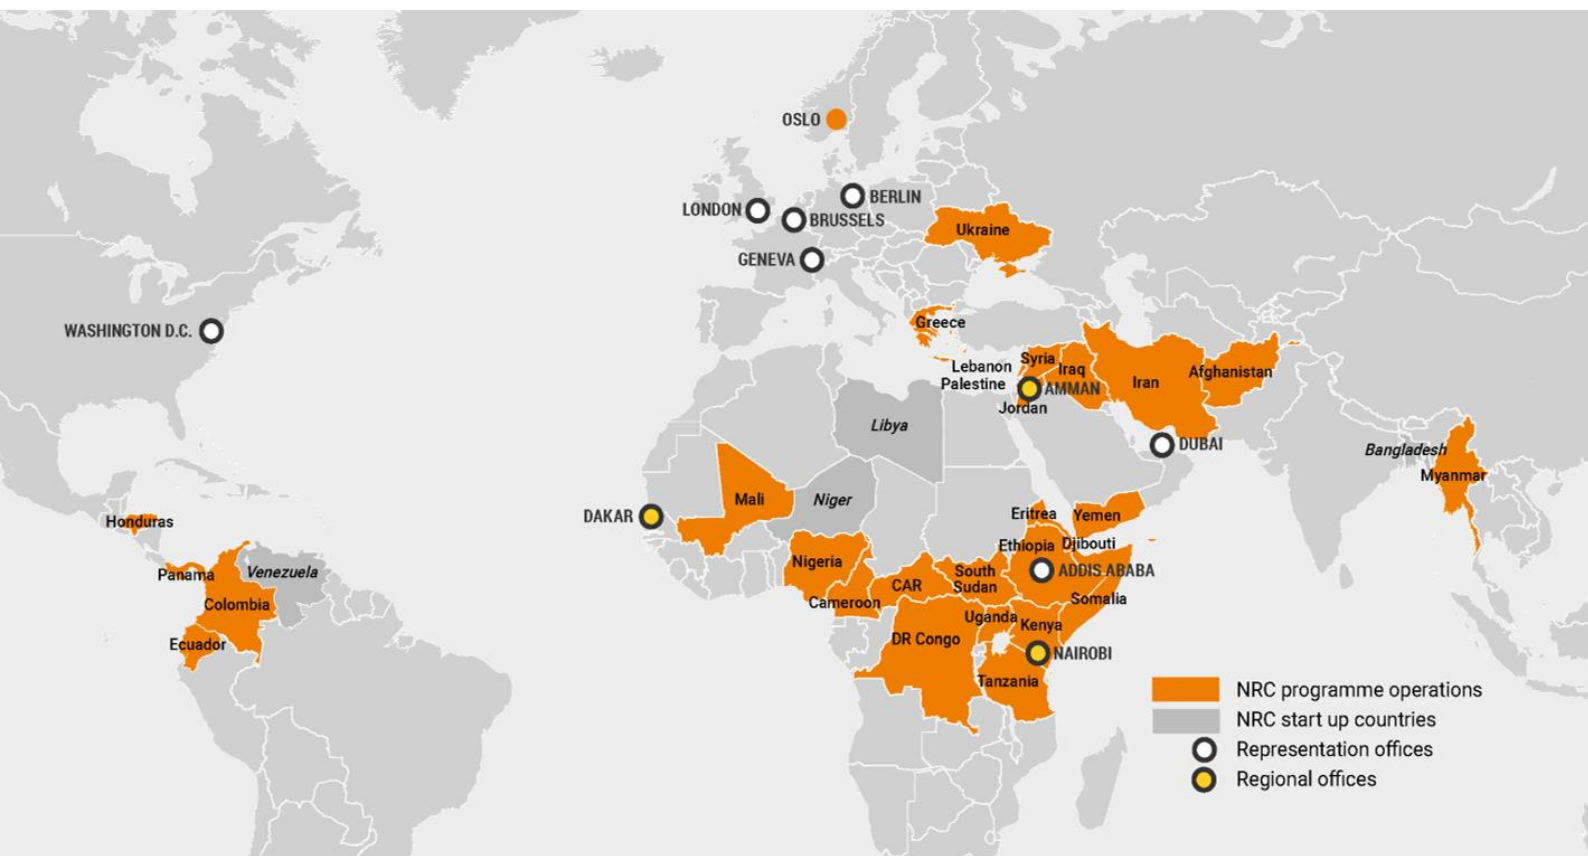 OSLO
BERLIN
LONDON
BRUSSELS
Ukraine
GENEVA
Greece
WASHINGTON D.C.
Syria
Lebanon
Iraq
Afghanistan
Palestine
Iran
AMMAN
Jordan
Libya
DUBAI
Bangladesh
Myanmar
Mali
Niger
DAKAR
Eritrea
Yemen
Honduras
Ethiopia
Djibouti
Nigeria
Panama
Venezuela
South
Sudan
ADDIS ABABA
CAR
Cameroon
Somalia
Colombia
Uganda
Kenya
DR Congo
Ecuador
NAIROBI
Tanzania
NRC programme operations
NRC start up countries
Representation offices
Regional offices